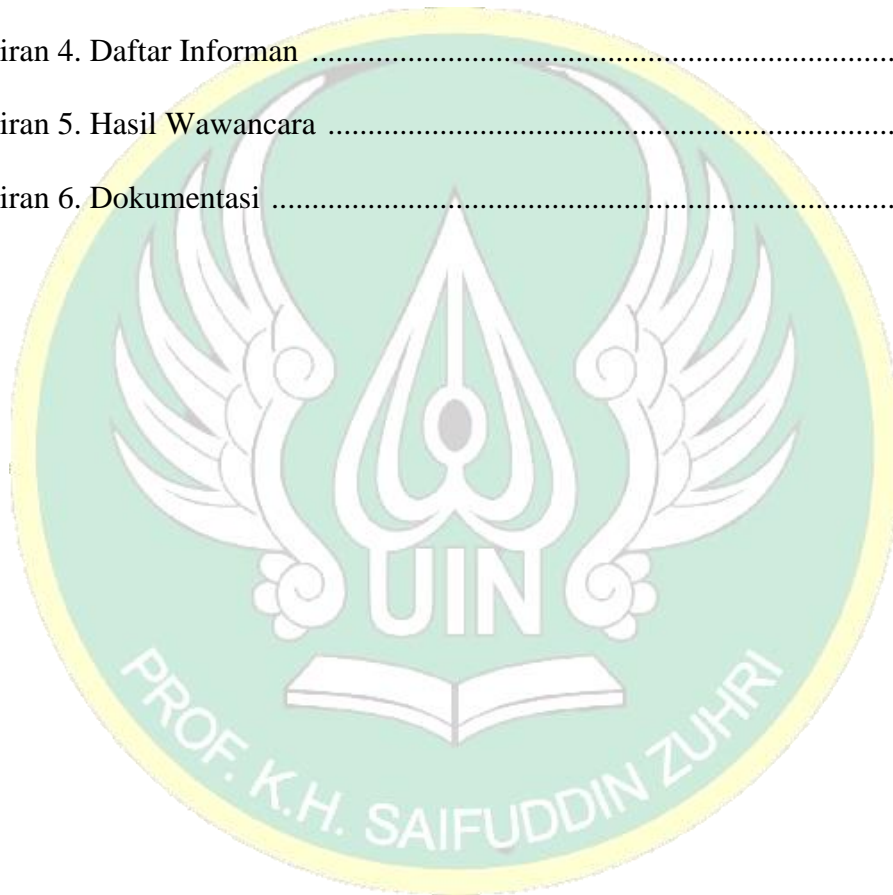 iran 4. Daftar Informan ..........................................................................
iran 5. Hasil Wawancara ........................................................................
iran 6. Dokumentasi ...............................................................................
UIN
PROF. K.H. SAIFUDDIN ZUHRI